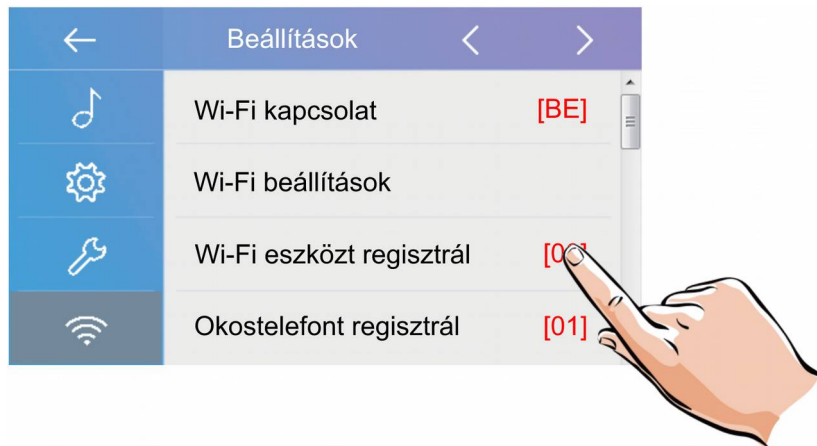 Beállítások
Wi-Fi kapcsolat [BE]
Wi-Fi beállítások
Wi-Fi eszközt regisztrál
Okostelefont regisztrál [01]